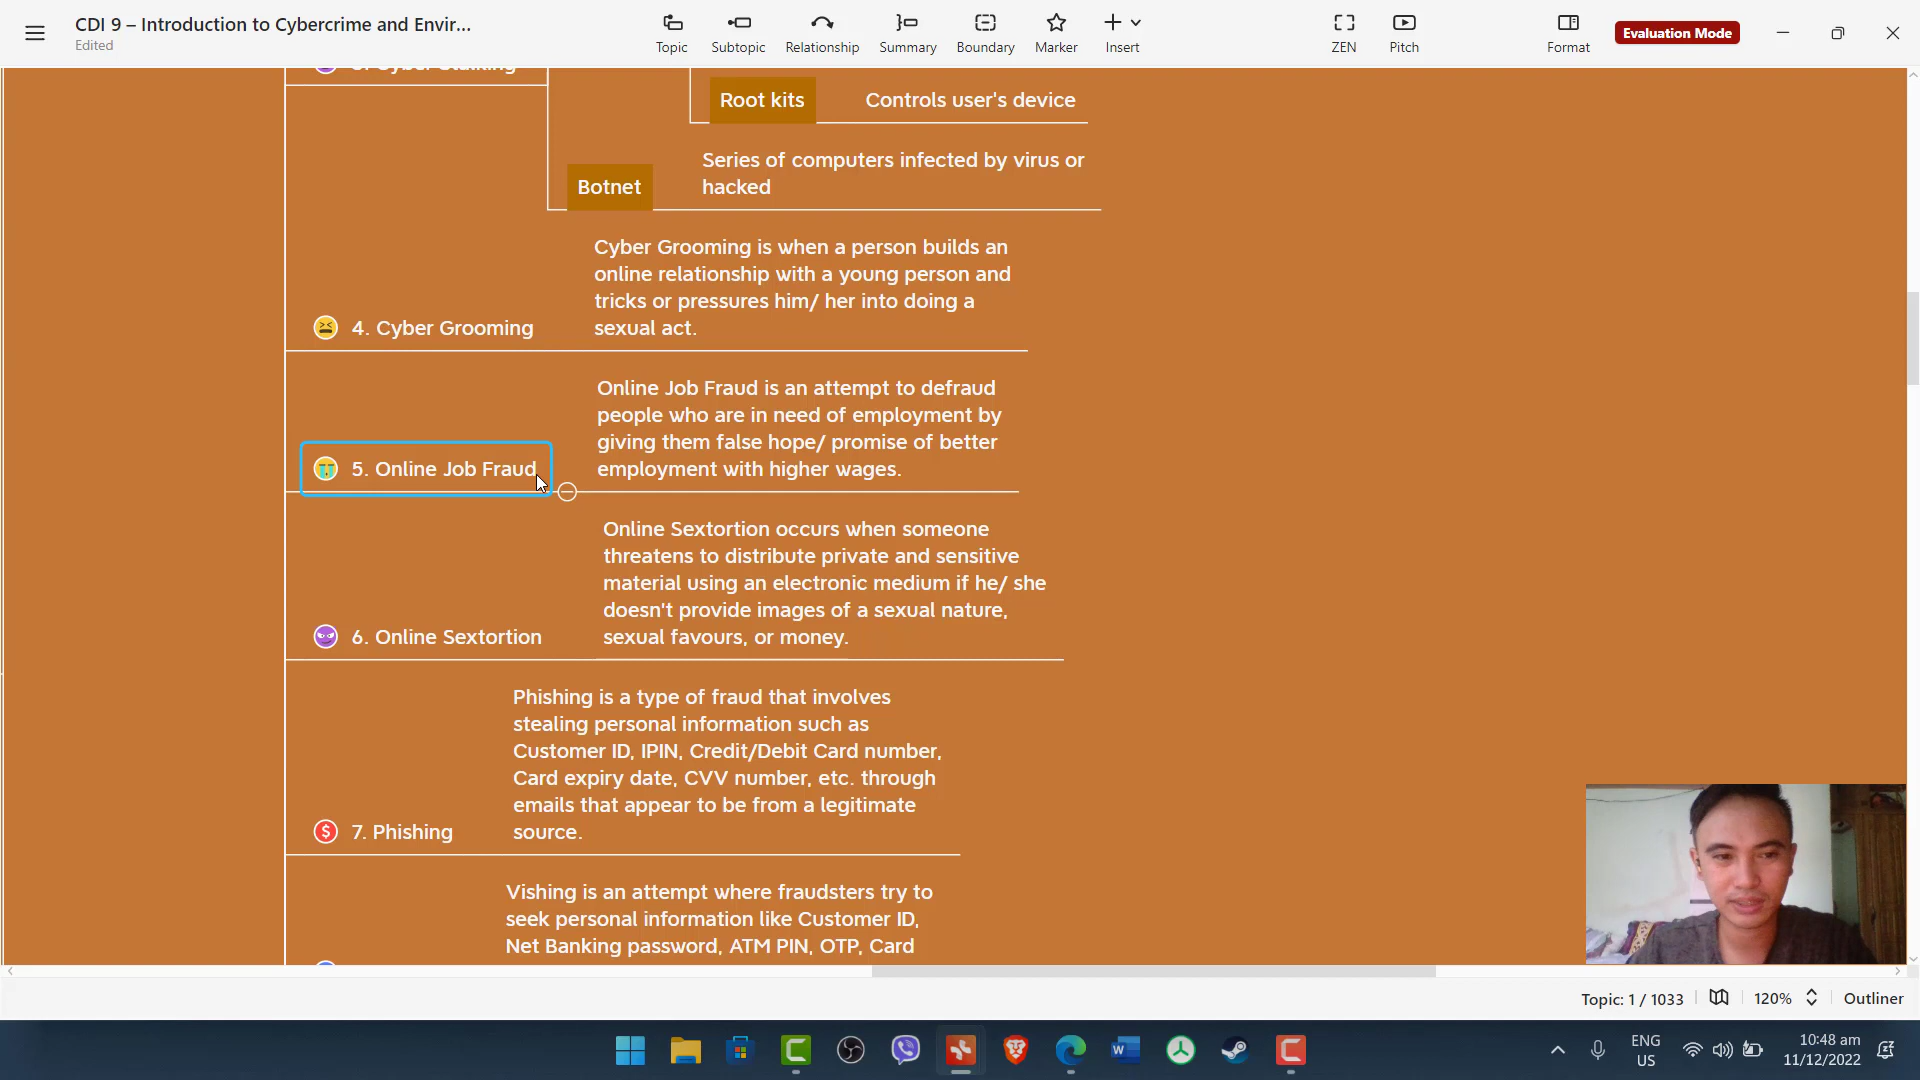 CDI 9 – Introduction to Cybercrime and Envir...
Edited
Topic
Subtopic
Relationship
Summary
Boundary
Marker
Insert
ZEN
Pitch
Format
Evaluation Mode
Root kits
Controls user's device
Series of computers infected by virus or
hacked
Botnet
Cyber Grooming is when a person builds an
online relationship with a young person and
tricks or pressures him/ her into doing a
sexual act.
4. Cyber Grooming
Online Job Fraud is an attempt to defraud
people who are in need of employment by
giving them false hope/ promise of better
employment with higher wages.
5. Online Job Fraud
Online Sextortion occurs when someone
threatens to distribute private and sensitive
material using an electronic medium if he/ she
doesn't provide images of a sexual nature,
sexual favours, or money.
6. Online Sextortion
Phishing is a type of fraud that involves
stealing personal information such as
Customer ID, IPIN, Credit/Debit Card number,
Card expiry date, CVV number, etc. through
emails that appear to be from a legitimate
source.
7. Phishing
Vishing is an attempt where fraudsters try to
seek personal information like Customer ID,
Net Banking password, ATM PIN, OTP, Card
Topic: 1 / 1033
120%
Outliner
ENG
US
10:48 am
11/12/2022